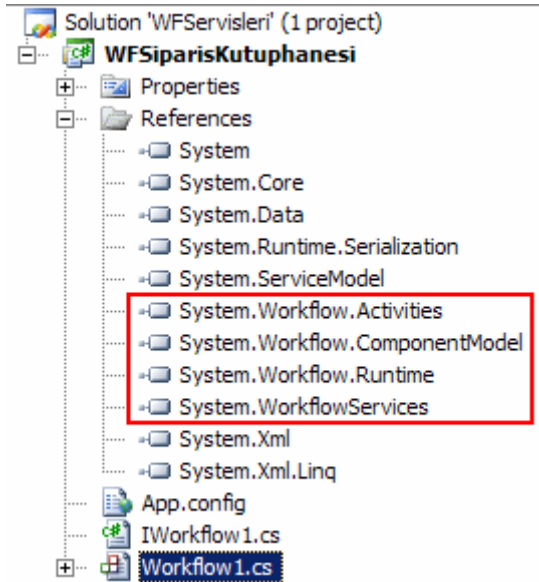 Solution 'WFServisleri' (1 project)
WFSiparisKutuphanesi
Properties
References
System
System.Core
System.Data
System.Runtime.Serialization
System.ServiceModel
System.Workflow.Activities
System.Workflow.ComponentModel
System.Workflow.Runtime
System.WorkflowServices
System.Xml
System.Xml.Linq
App.config
IWorkflow1.cs
Workflow1.cs